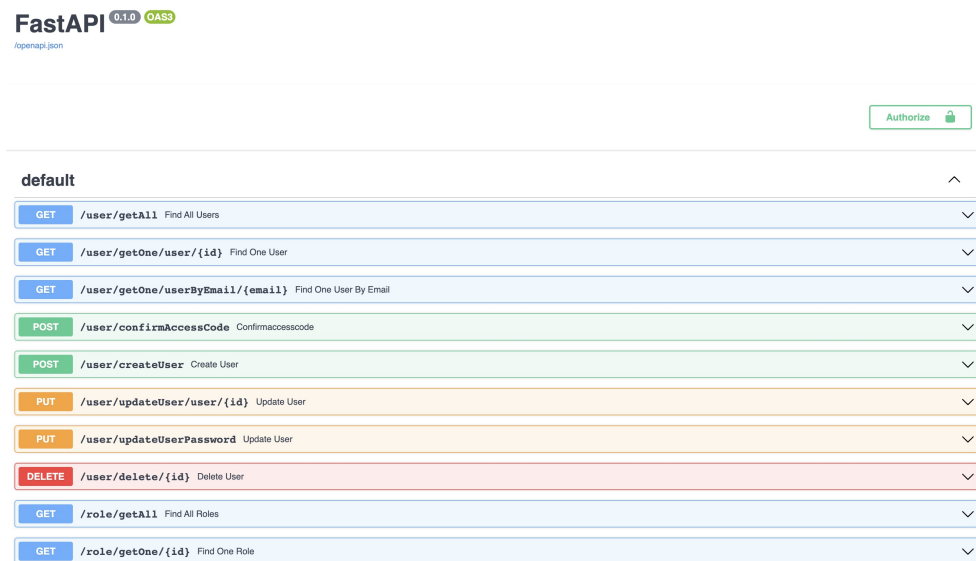 FastAPI 0.1.0 OAS3
/openapi.json
Authorize
default
GET /user/getAll Find All Users
GET /user/getOne/user/{id} Find One User
GET /user/getOne/userByEmail/{email} Find One User By Email
POST /user/confirmAccessCode Confirmaccesscode
POST /user/createUser Create User
PUT /user/updateUser/user/{id} Update User
PUT /user/updateUserPassword Update User
DELETE /user/delete/{id} Delete User
GET /role/getAll Find All Roles
GET /role/getOne/{id} Find One Role